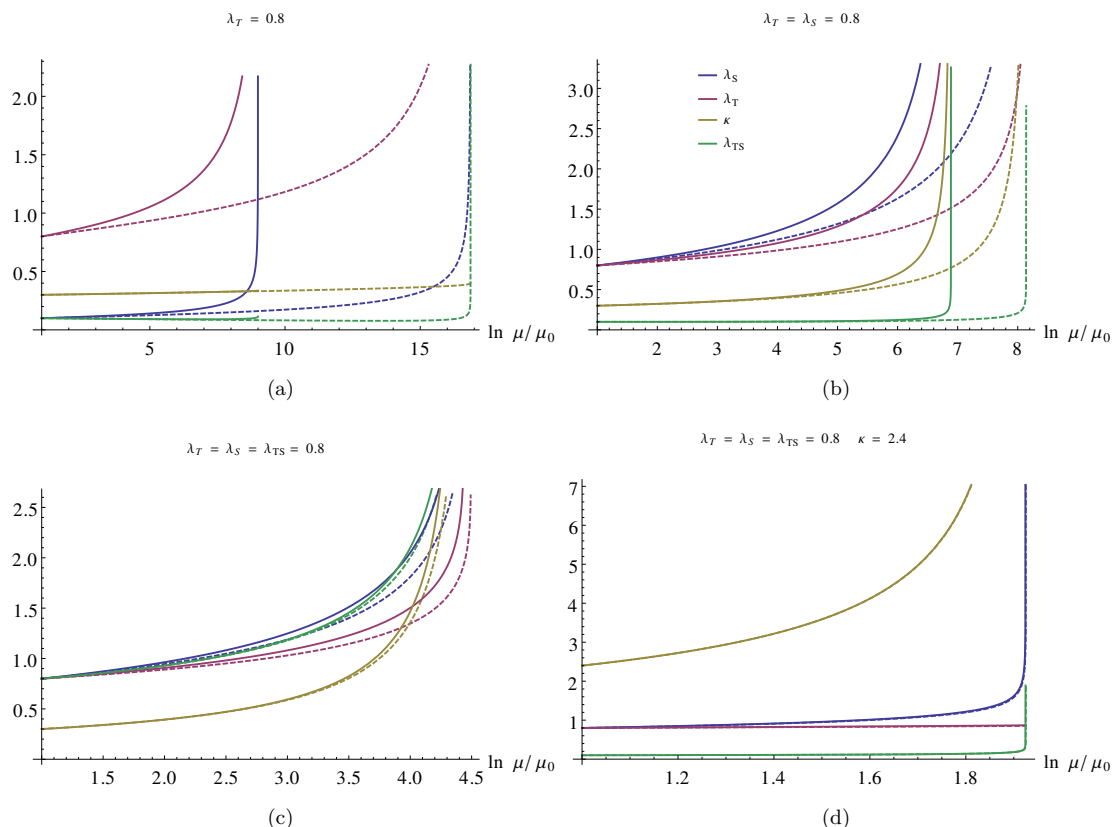 λT = 0.8
2.0
1.5
1.0
0.5
5 10 15
ln μ/μ0
(a)
λT = λS = 0.8
λS
λT
κ
λTS
3.0
2.5
2.0
1.5
1.0
0.5
2 3 4 5 6 7 8
ln μ/μ0
(b)
λT = λS = λTS = 0.8
2.5
2.0
1.5
1.0
0.5
1.5 2.0 2.5 3.0 3.5 4.0 4.5
ln μ/μ0
(c)
λT = λS = λTS = 0.8 κ = 2.4
7
6
5
4
3
2
1
1.2 1.4 1.6 1.8
ln μ/μ0
(d)